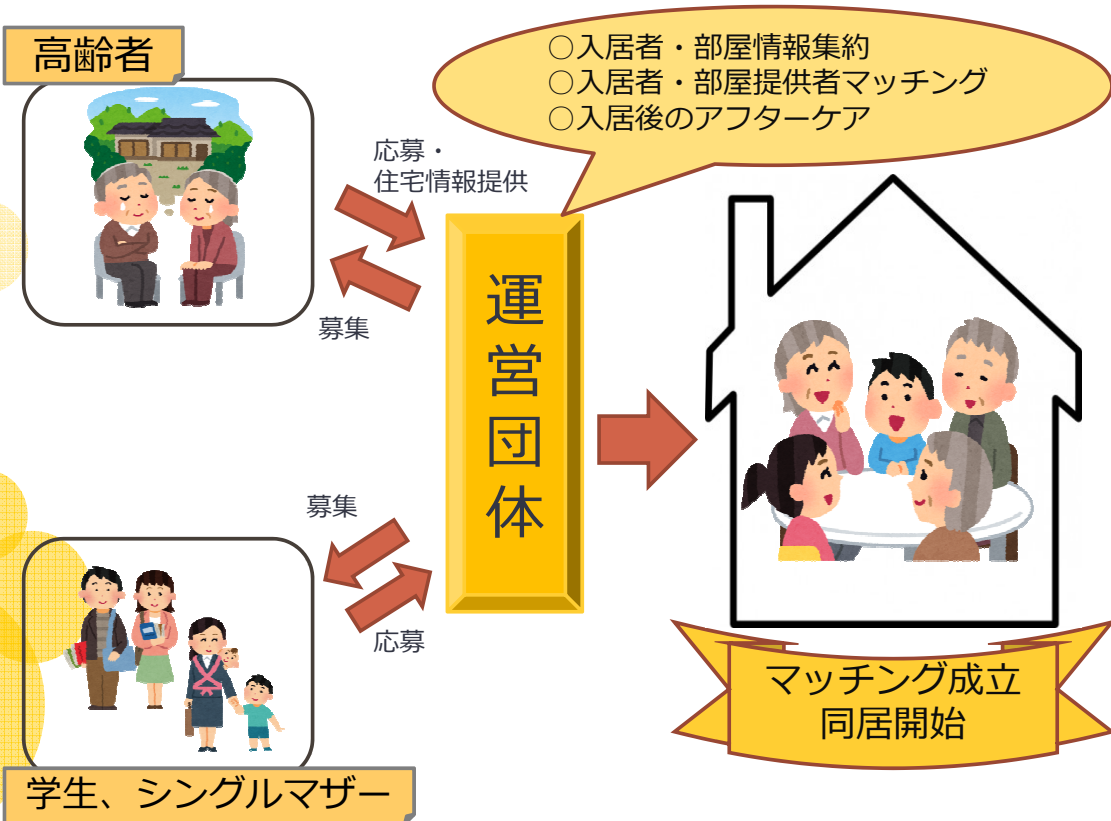 高齢者
○入居者・部屋情報集約
○入居者・部屋提供者マッチング
○入居後のアフターケア
応募・
住宅情報提供
募集
運営団体
募集
応募
マッチング成立
同居開始
学生、シングルマザー